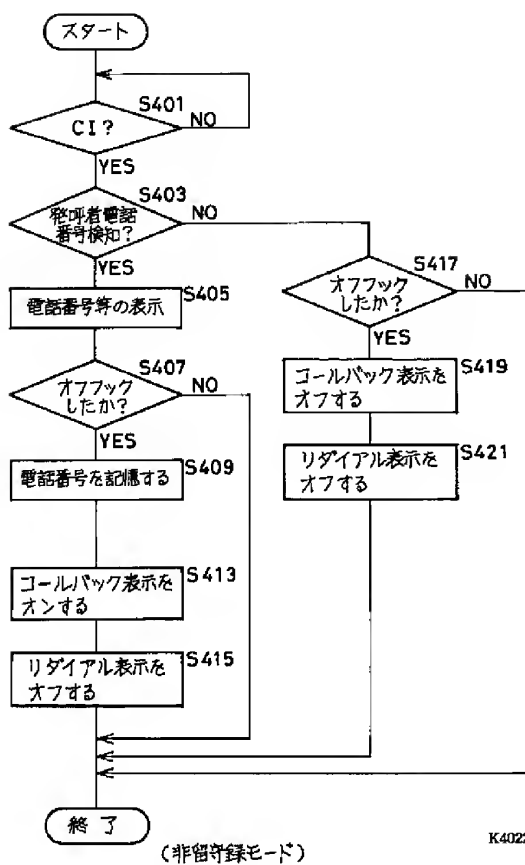 スタート
S401
CI?
NO
YES
S403
発呼者電話
番号検知?
NO
YES
S405
電話番号等の表示
S407
オフフック
したか?
NO
YES
S409
電話番号を記憶する
S413
コールバック表示を
オンする
S415
リダイアル表示を
オフする
S417
オフフック
したか?
NO
YES
S419
コールバック表示を
オフする
S421
リダイアル表示を
オフする
終了
(非留守録モード)
K4022